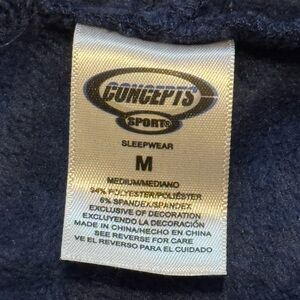 CONCEPTS
SPORT
SLEEPWEAR
M
MEDIUM/MEDIANO
94% POLYESTER/POLIÉSTER
6% SPANDEX/SPANDEX
EXCLUSIVE OF DECORATION
EXCLUYENDO LA DECORACIÓN
MADE IN CHINA/HECHO EN CHINA
SEE REVERSE FOR CARE
VE EL REVERSO PARA EL CUIDADO